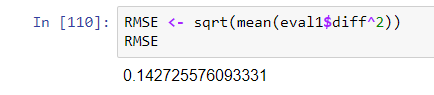 In [110]: RMSE <- sqrt(mean(eval1$diff^2))
RMSE
0.142725576093331